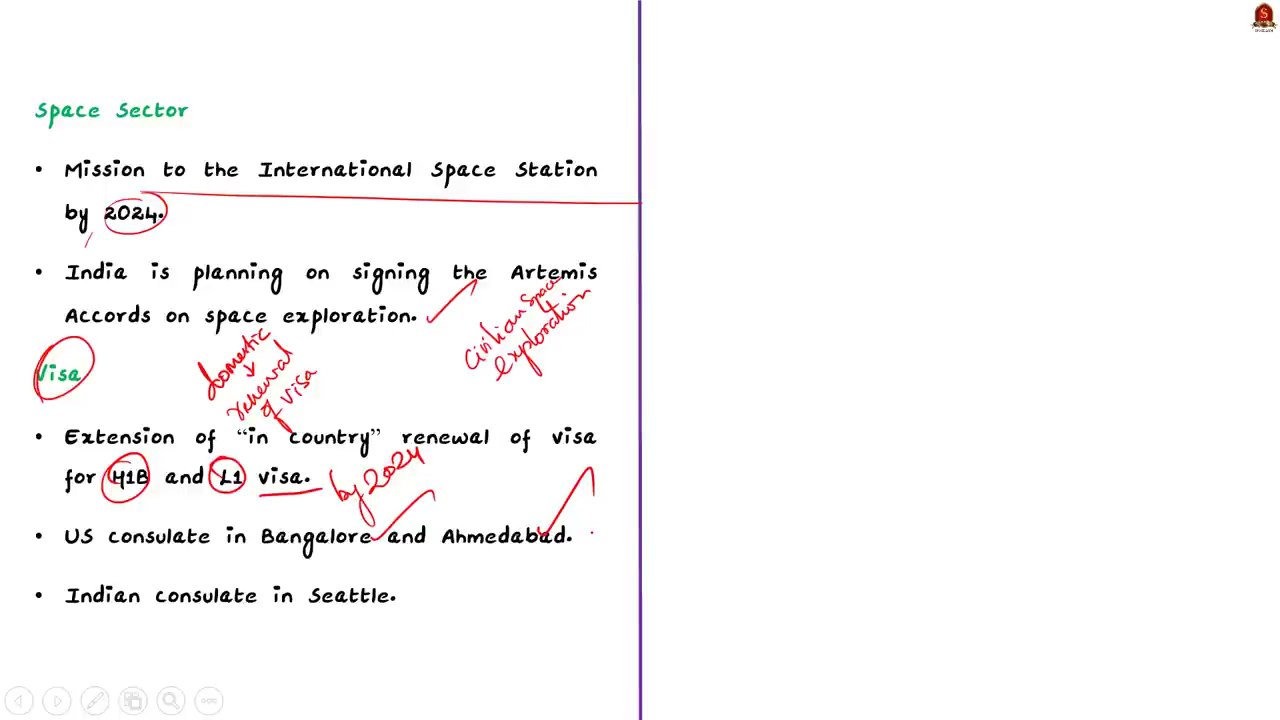 Space Sector
• Mission to the International Space Station
by 2024.
• India is planning on signing the Artemis
Accords on space exploration.
Civilian space
exploration
Visa
domestic
renewal
of visa
• Extension of “in country” renewal of visa
for H1B and L1 visa.
by 2024
• US consulate in Bangalore and Ahmedabad.
• Indian consulate in Seattle.